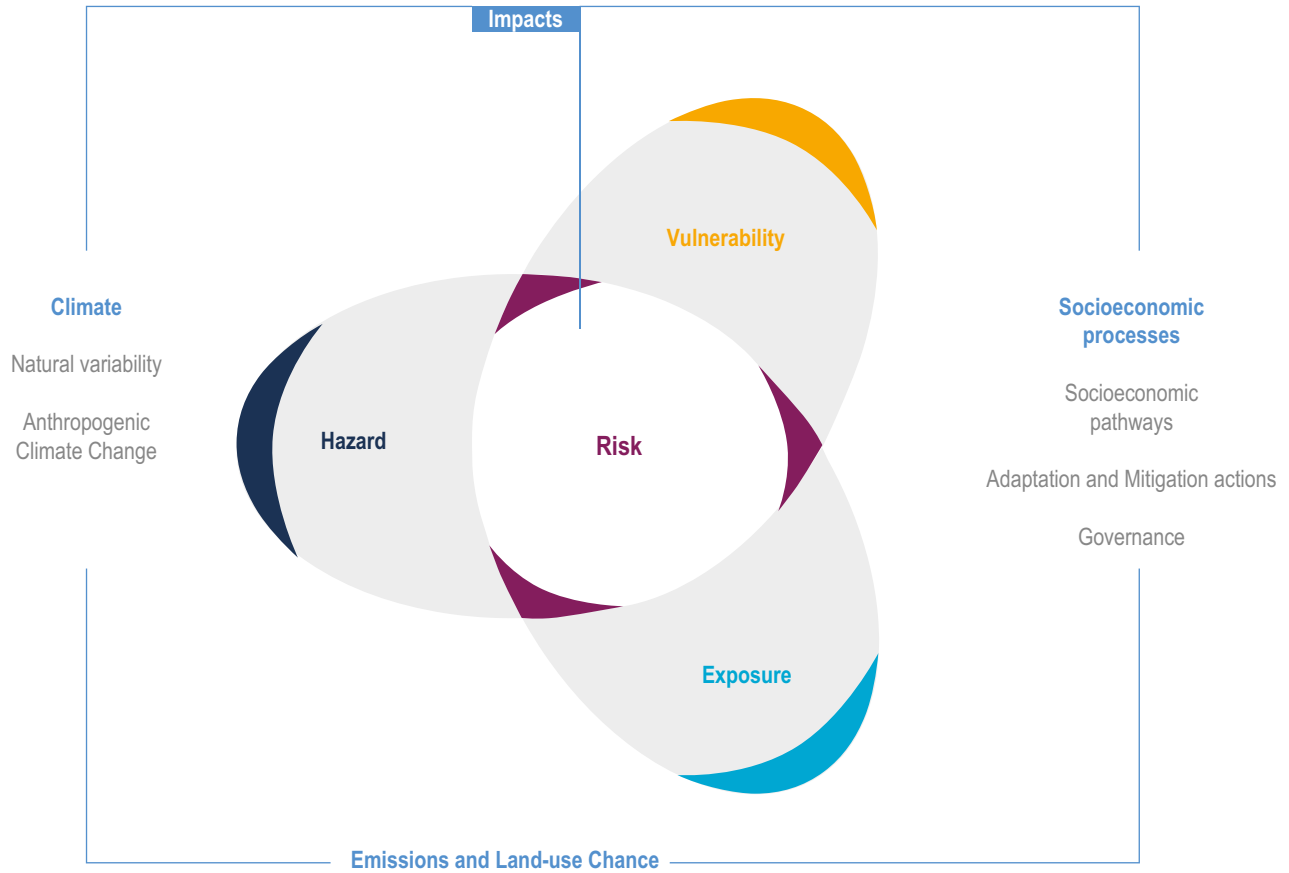 Impacts
Vulnerability
Climate
Natural variability
Anthropogenic
Climate Change
Hazard
Risk
Socioeconomic
processes
Socioeconomic
pathways
Adaptation and Mitigation actions
Governance
Exposure
Emissions and Land-use Chance